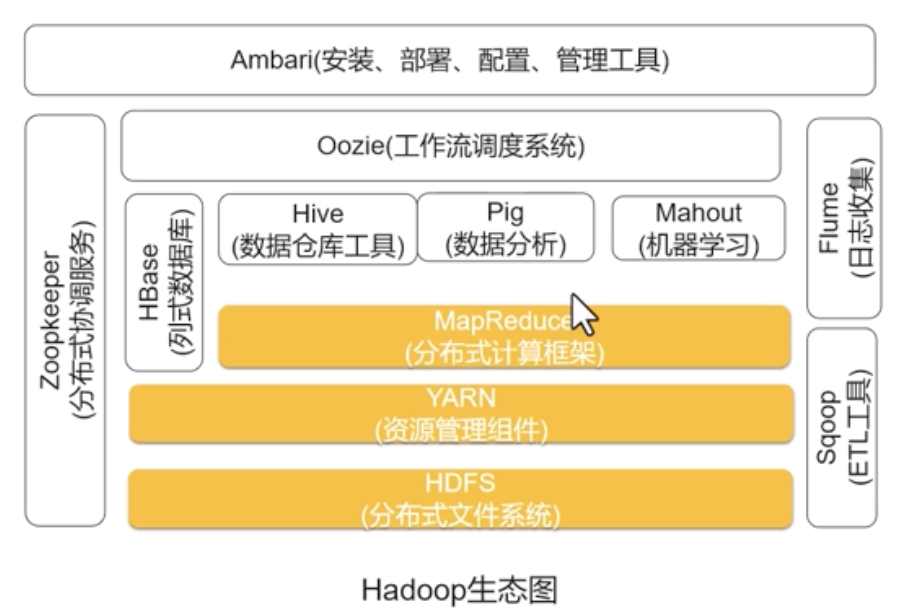 Ambari(安装、部署、配置、管理工具)
Oozie(工作流调度系统)
Zoopkeeper
(分布式协调服务)
HBase
(列式数据库)
Hive
(数据仓库工具)
Pig
(数据分析)
Mahout
(机器学习)
Flume
(日志收集)
MapReduce
(分布式计算框架)
YARN
(资源管理组件)
Sqoop
(ETL工具)
HDFS
(分布式文件系统)
Hadoop生态图